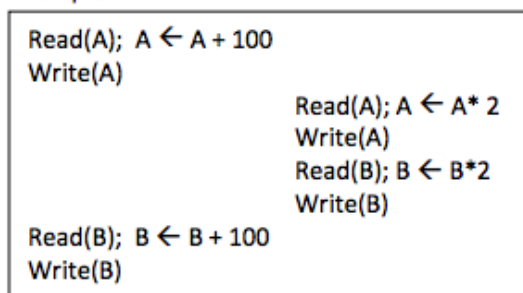 Read(A); A ← A + 100
Write(A)
Read(A); A ← A* 2
Write(A)
Read(B); B ← B*2
Write(B)
Read(B); B ← B + 100
Write(B)